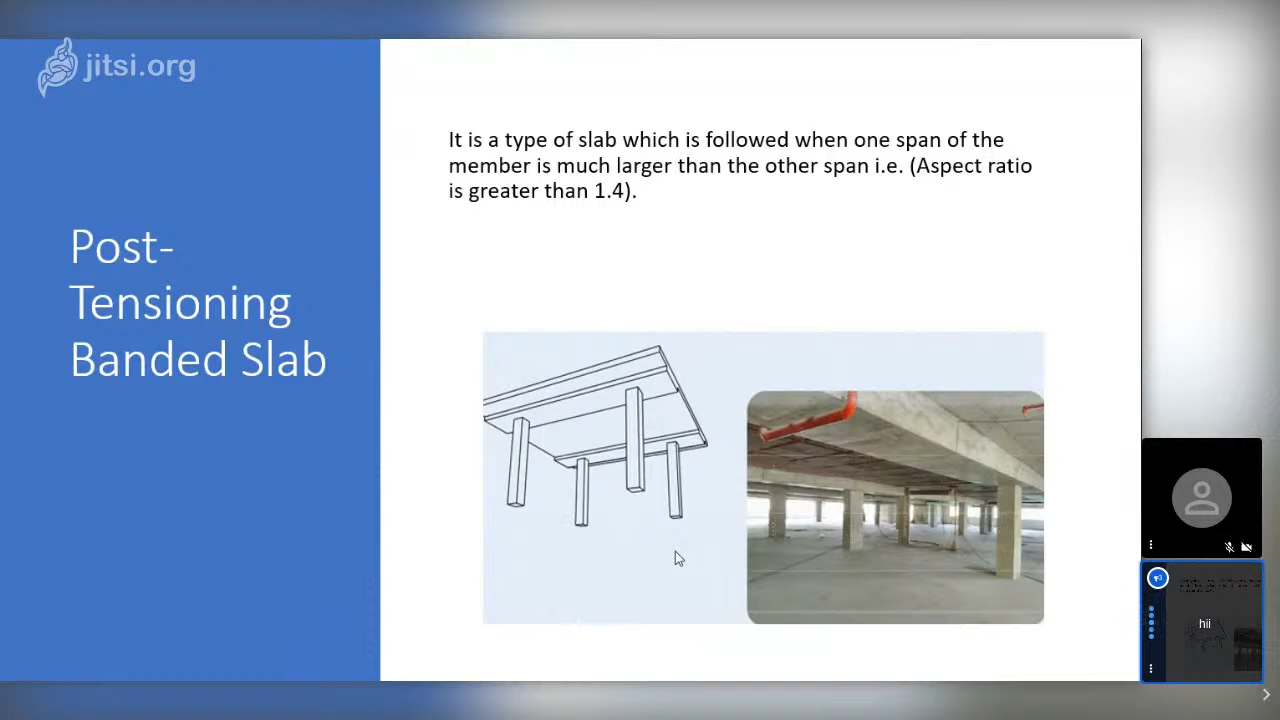 jitsi.org
It is a type of slab which is followed when one span of the
member is much larger than the other span i.e. (Aspect ratio
is greater than 1.4).
Post-
Tensioning
Banded Slab
hii